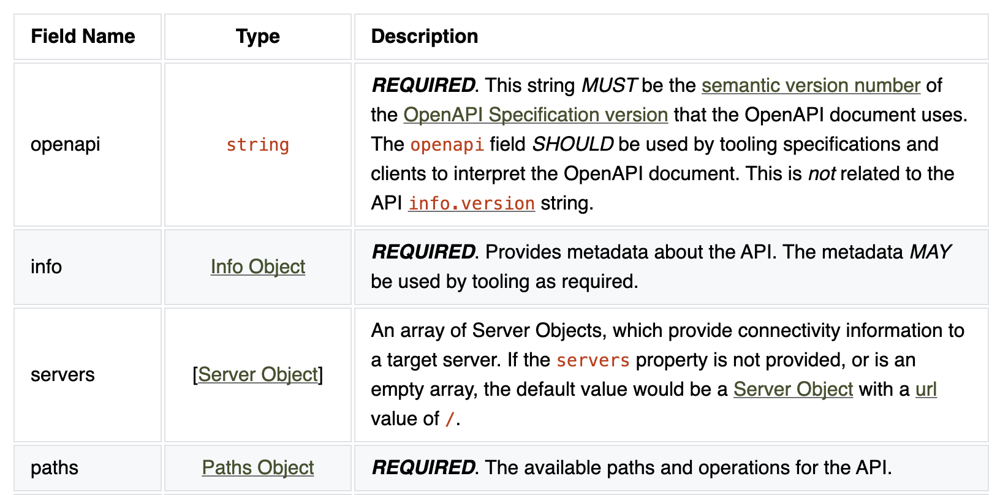 Field Name Type Description
REQUIRED. This string MUST be the semantic version number of
the OpenAPI Specification version that the OpenAPI document uses.
openapi string The openapi field SHOULD be used by tooling specifications and
clients to interpret the OpenAPI document. This is not related to the
API info.version string.
info Info Object REQUIRED. Provides metadata about the API. The metadata MAY
be used by tooling as required.
An array of Server Objects, which provide connectivity information to
a target server. If the servers property is not provided, or is an
servers [Server Object] empty array, the default value would be a Server Object with a url
value of /.
paths Paths Object REQUIRED. The available paths and operations for the API.